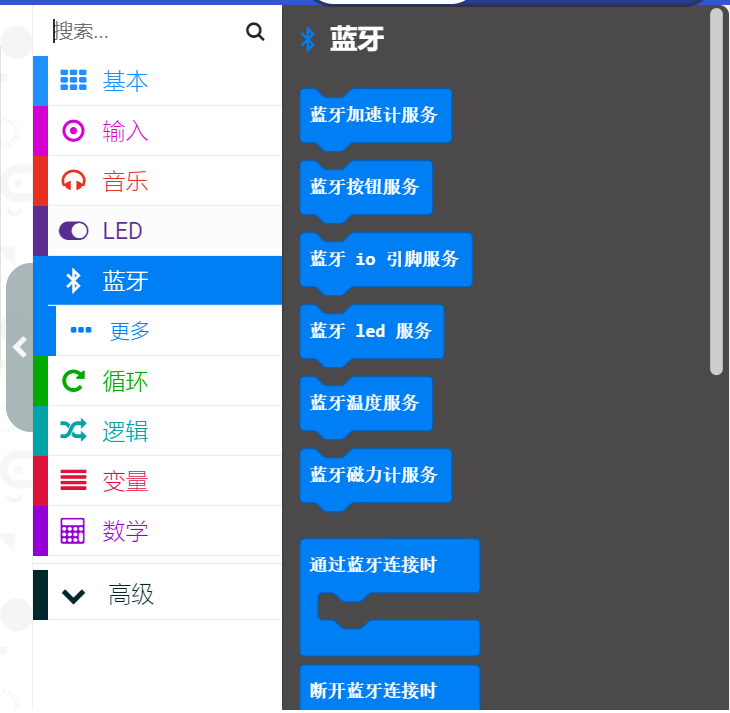 搜索...
基本
输入
音乐
LED
蓝牙
更多
循环
逻辑
变量
数学
高级
蓝牙
蓝牙加速计服务
蓝牙按钮服务
蓝牙 io 引脚服务
蓝牙 led 服务
蓝牙温度服务
蓝牙磁力计服务
通过蓝牙连接时
断开蓝牙连接时